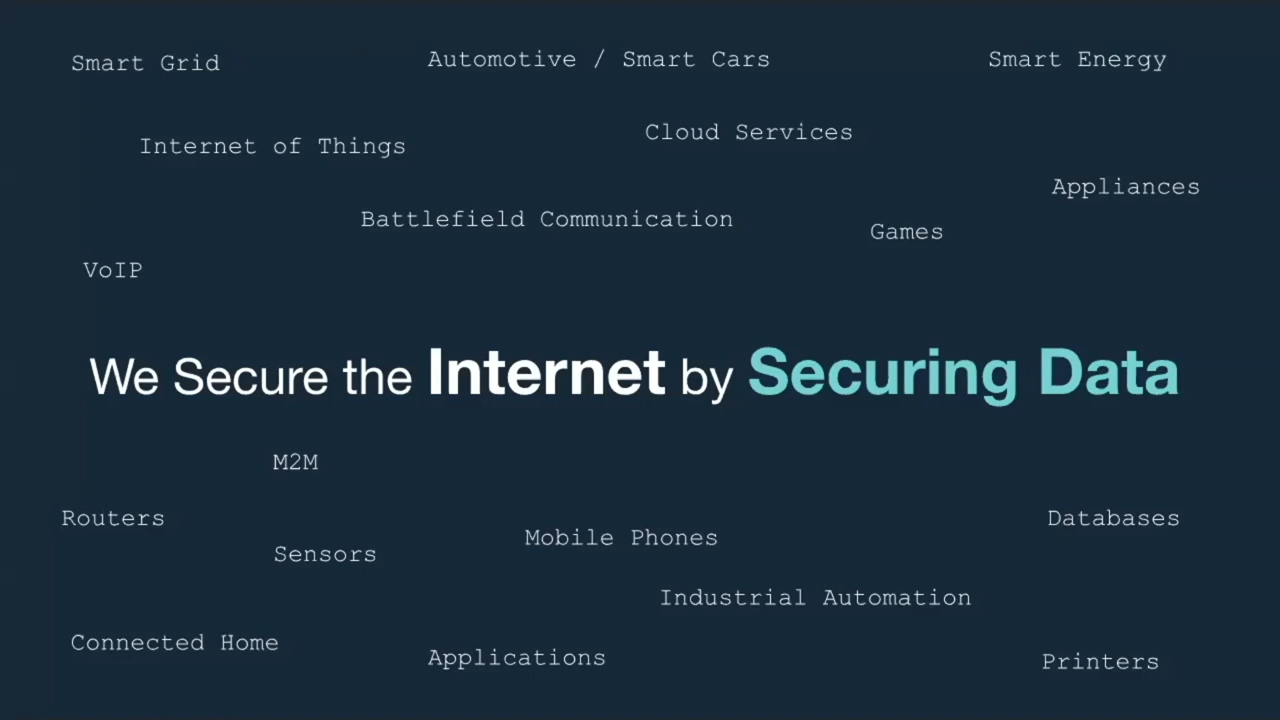 Smart Grid
Automotive / Smart Cars
Smart Energy
Internet of Things
Cloud Services
Appliances
Battlefield Communication
Games
VoIP
We Secure the Internet by Securing Data
M2M
Routers
Databases
Sensors
Mobile Phones
Industrial Automation
Connected Home
Applications
Printers